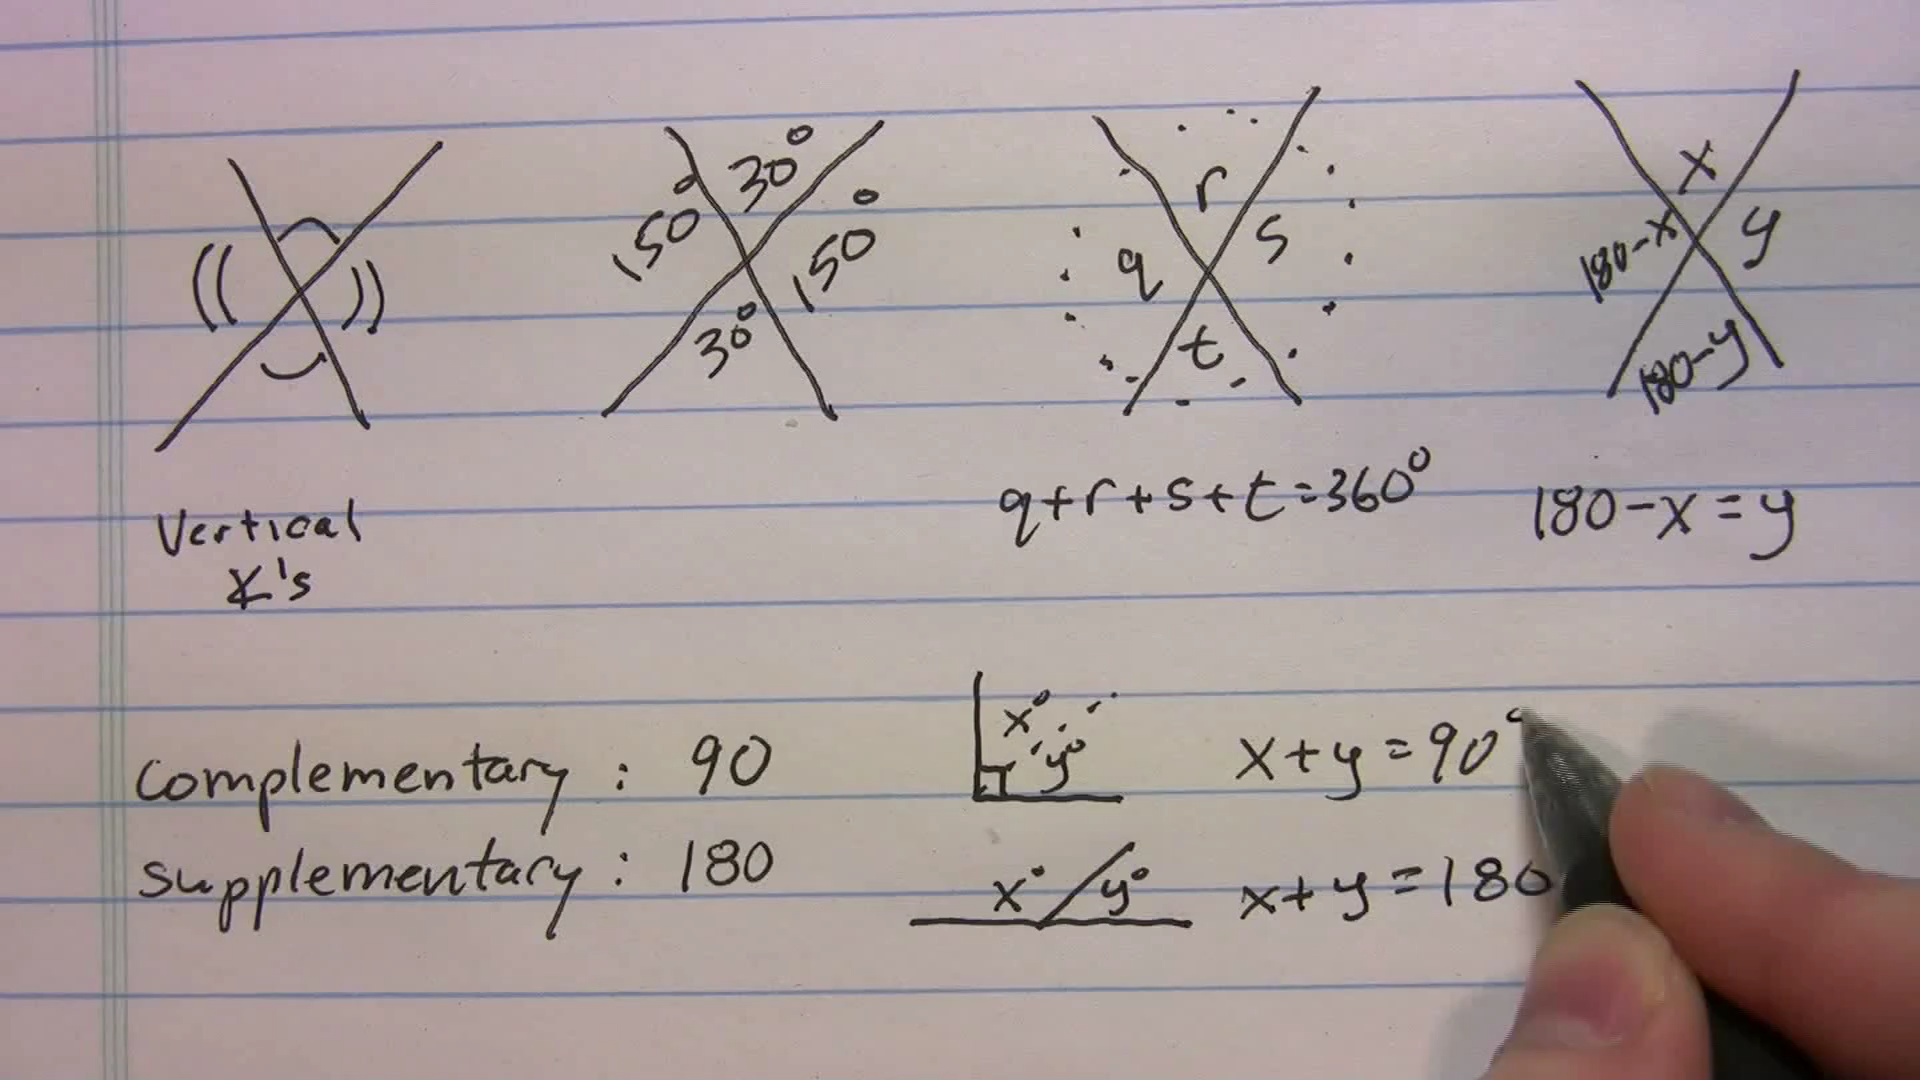 30°
150°
150°
30°
r
q
s
t
x
180-x
y
180-y
Vertical
∡'s
q+r+s+t=360°
180-x=y
complementary: 90
x°
y°
x+y=90°
supplementary: 180
x° y°
x+y=180